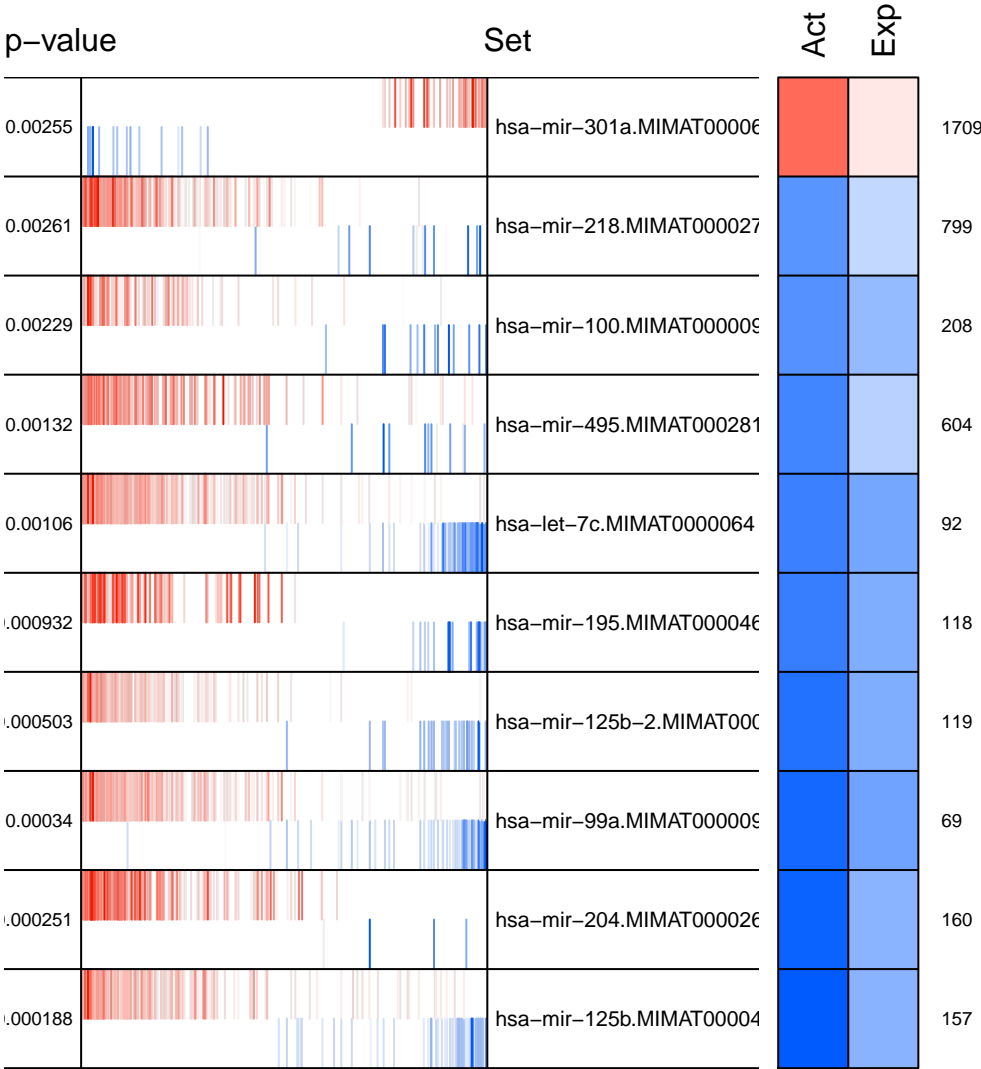 p−value Set Act Exp
0.00255 hsa−mir−301a.MIMAT00006 1709
0.00261 hsa−mir−218.MIMAT000027 799
0.00229 hsa−mir−100.MIMAT000009 208
0.00132 hsa−mir−495.MIMAT000281 604
0.00106 hsa−let−7c.MIMAT0000064 92
.000932 hsa−mir−195.MIMAT000046 118
.000503 hsa−mir−125b−2.MIMAT000 119
0.00034 hsa−mir−99a.MIMAT000009 69
.000251 hsa−mir−204.MIMAT000026 160
.000188 hsa−mir−125b.MIMAT00004 157